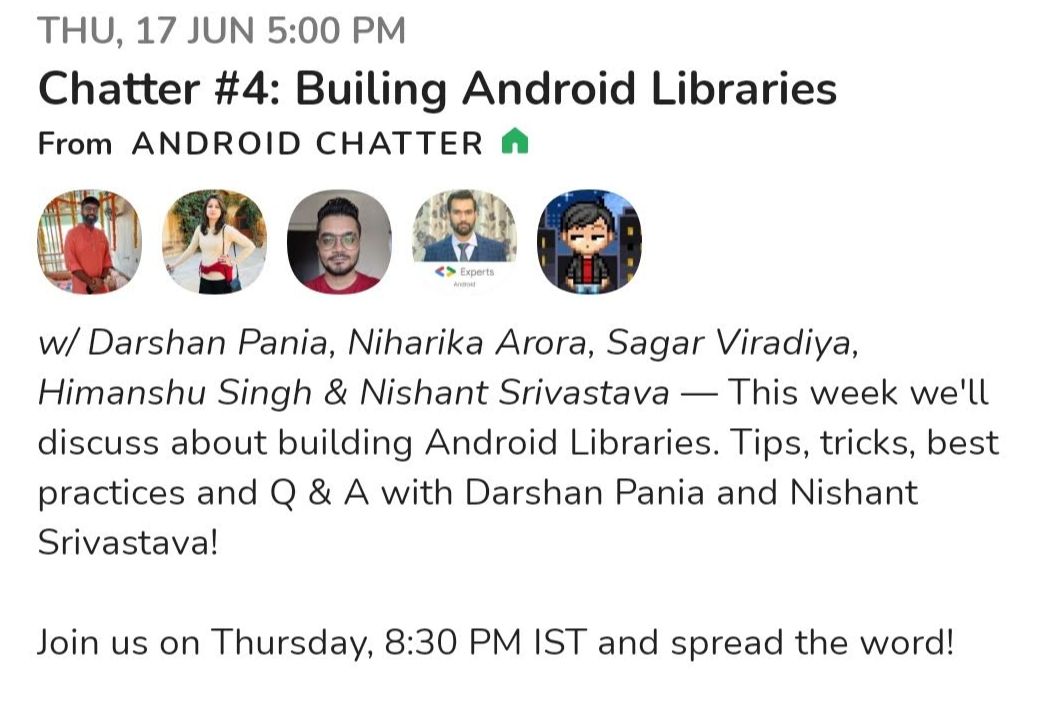 THU, 17 JUN 5:00 PM
Chatter #4: Builing Android Libraries
From ANDROID CHATTER
Experts
Android
w/ Darshan Pania, Niharika Arora, Sagar Viradiya,
Himanshu Singh & Nishant Srivastava — This week we'll
discuss about building Android Libraries. Tips, tricks, best
practices and Q & A with Darshan Pania and Nishant
Srivastava!
Join us on Thursday, 8:30 PM IST and spread the word!